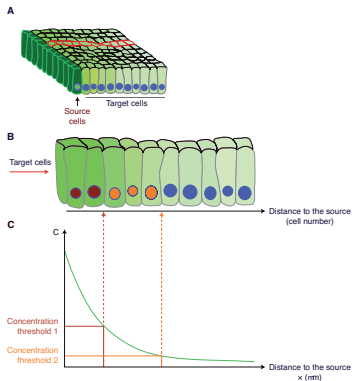 A
Source
cells
Target cells
B
Target cells
Distance to the source
(cell number)
C
C
Concentration
threshold 1
Concentration
threshold 2
Distance to the source
× (mm)